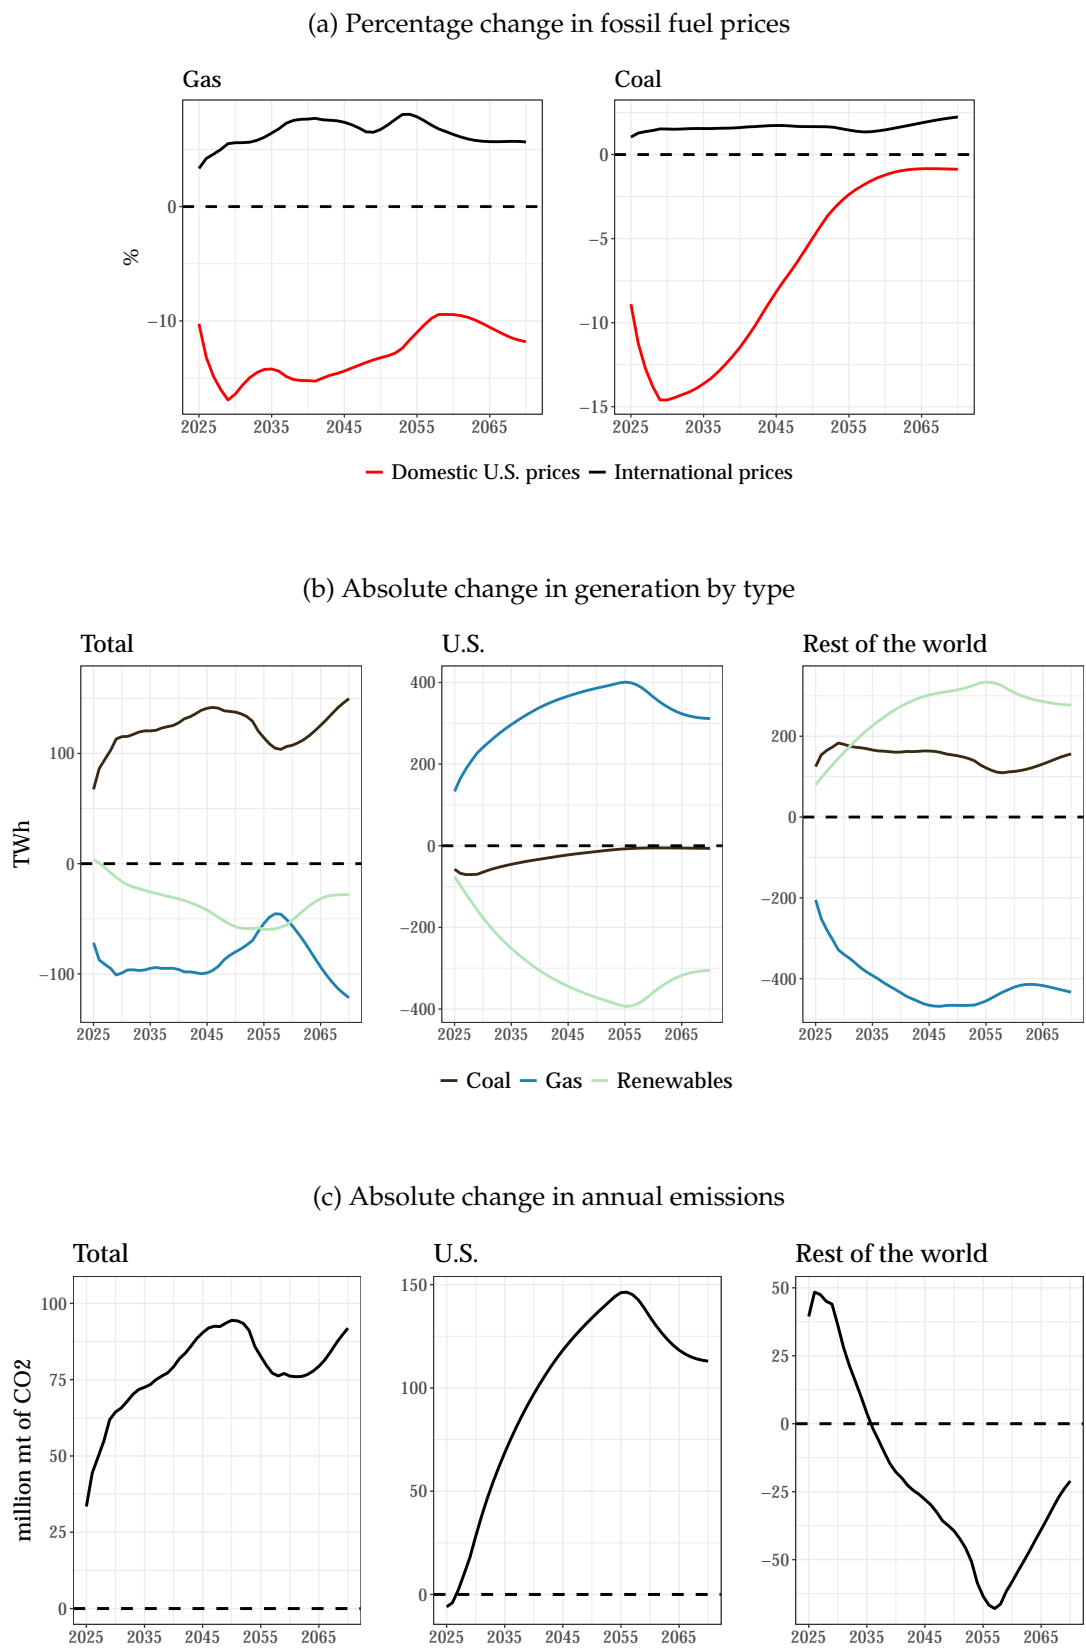 (a) Percentage change in fossil fuel prices
Gas
Coal
0
−10
%
0
−5
−10
−15
2025 2035 2045 2055 2065
2025 2035 2045 2055 2065
Domestic U.S. prices International prices
(b) Absolute change in generation by type
Total
U.S.
Rest of the world
TWh
100
0
−100
400
200
0
−200
−400
200
0
−200
−400
2025 2035 2045 2055 2065
2025 2035 2045 2055 2065
2025 2035 2045 2055 2065
Coal Gas Renewables
(c) Absolute change in annual emissions
Total
U.S.
Rest of the world
million mt of CO2
100
75
50
25
0
150
100
50
0
50
25
0
−25
−50
2025 2035 2045 2055 2065
2025 2035 2045 2055 2065
2025 2035 2045 2055 2065